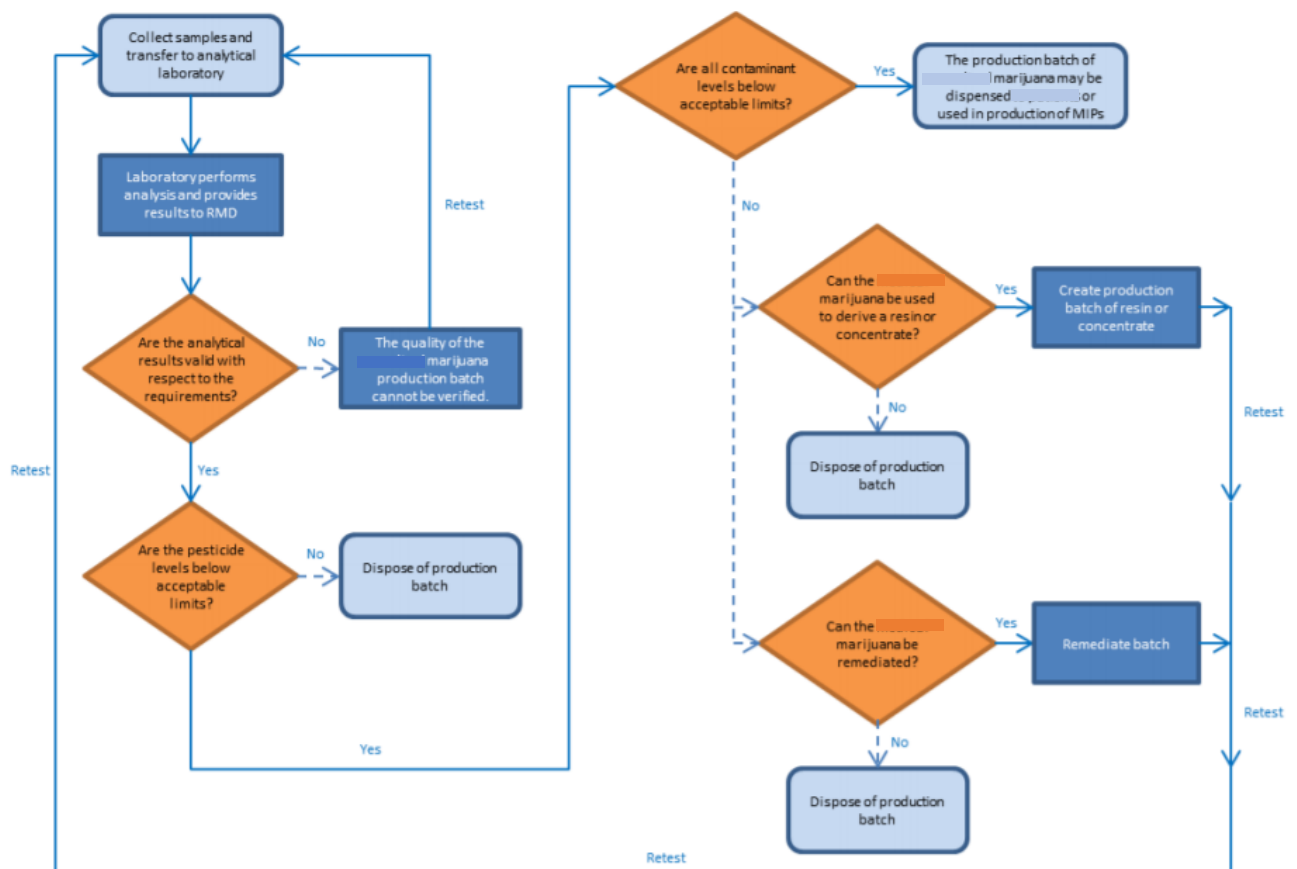 Collect samples and
transfer to analytical
laboratory
Laboratory performs
analysis and provides
results to RMD
Retest
Are the analytical
results valid with
respect to the
requirements?
No
The quality of the
marijuana
production batch
cannot be verified.
Retest
Yes
Are the pesticide
levels below
acceptable
limits?
No
Dispose of production
batch
Yes
Are all contaminant
levels below
acceptable limits?
Yes
The production batch of
marijuana may be
dispensed or
used in production of MIPs
No
Can the
marijuana be used
to derive a resin or
concentrate?
Yes
Create production
batch of resin or
concentrate
Retest
No
Dispose of production
batch
Can the
marijuana be
remediated?
Yes
Remediate batch
Retest
No
Dispose of production
batch
Retest